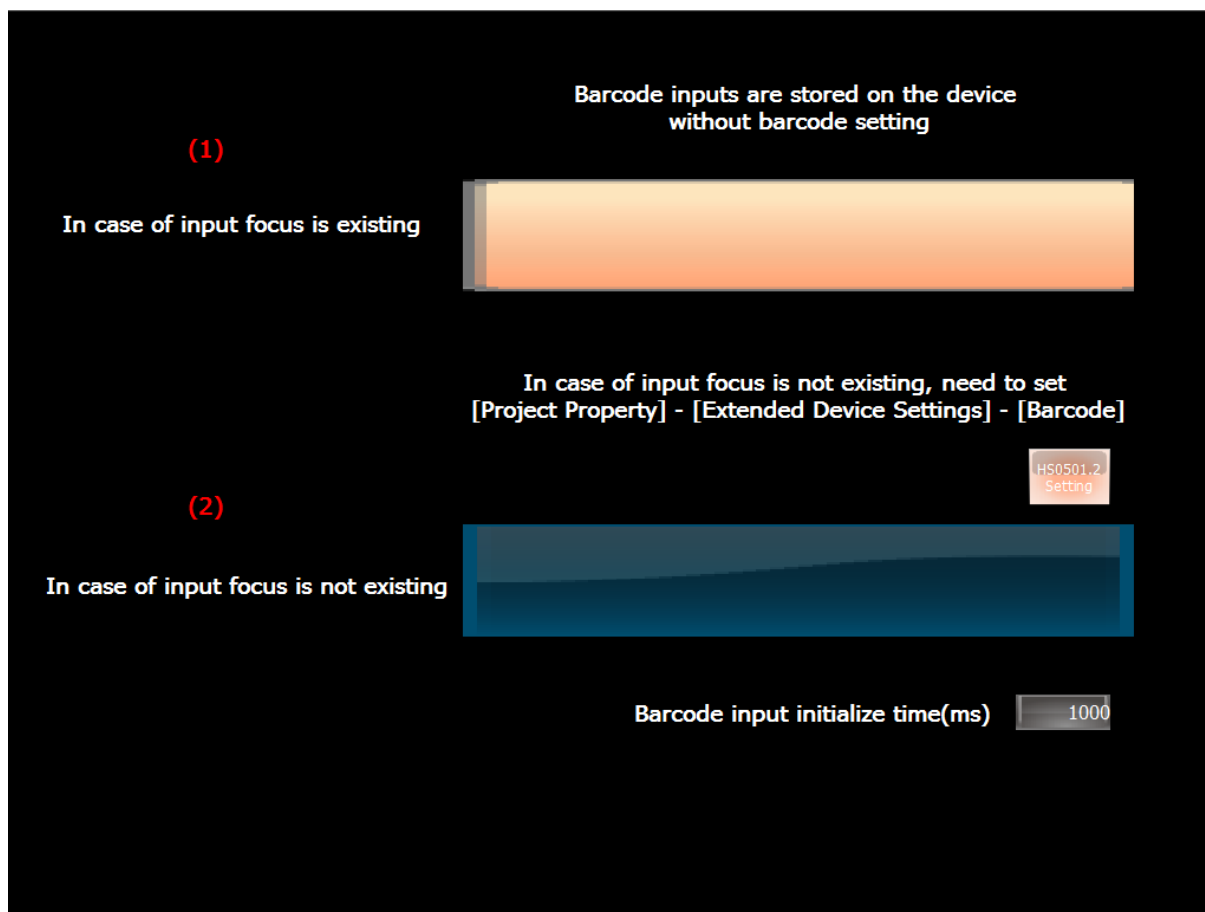 Barcode inputs are stored on the device
without barcode setting
(1)
In case of input focus is existing
In case of input focus is not existing, need to set
[Project Property] - [Extended Device Settings] - [Barcode]
HS0501.2
Setting
(2)
In case of input focus is not existing
Barcode input initialize time(ms)
1000